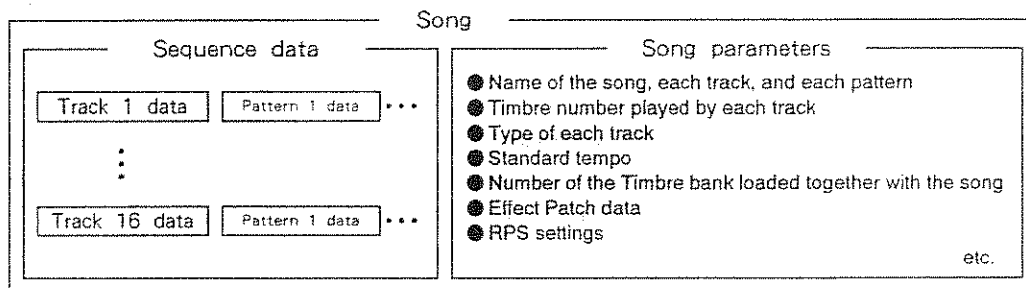 Song
Sequence data
Track 1 data Pattern 1 data •••
⋮
Track 16 data Pattern 1 data •••
Song parameters
● Name of the song, each track, and each pattern
● Timbre number played by each track
● Type of each track
● Standard tempo
● Number of the Timbre bank loaded together with the song
● Effect Patch data
● RPS settings
etc.